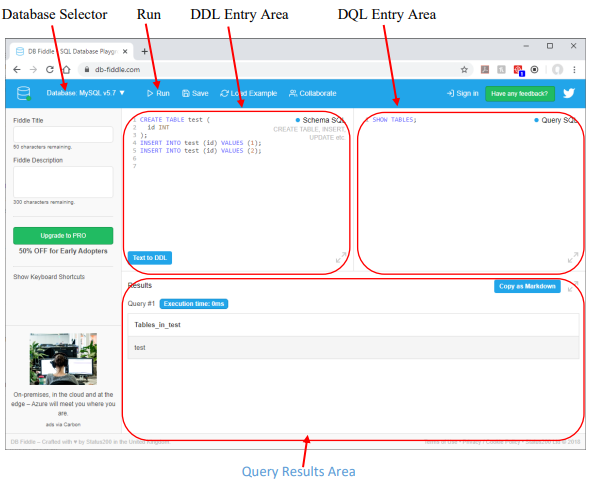 Database Selector Run DDL Entry Area DQL Entry Area
DB Fiddle - SQL Database Playgr
db-fiddle.com
Database: MySQL v5.7 ▼ Run Save Load Example Collaborate Sign in Have any feedback?
Fiddle Title
50 characters remaining.
Fiddle Description
200 characters remaining.
Upgrade to PRO
50% OFF for Early Adopters
Show Keyboard Shortcuts
On-premises, in the cloud and at the
edge – Azure will meet you where you
are.
ads via Carbon
1 CREATE TABLE test (
2 id INT
3 );
4 INSERT INTO test (id) VALUES (1);
5 INSERT INTO test (id) VALUES (2);
6
7
Schema SQL
CREATE TABLE, INSERT,
UPDATE etc
Text to DDL
SHOW TABLES;
Query SQL
Results
Copy as Markdown
Query #1 Execution time: 0ms
Tables_in_test
test
DB Fiddle – Crafted with ♥ by Status200 in the United Kingdom
Terms of Use • Privacy / Cookie Policy • Status200 Ltd © 2018
Query Results Area